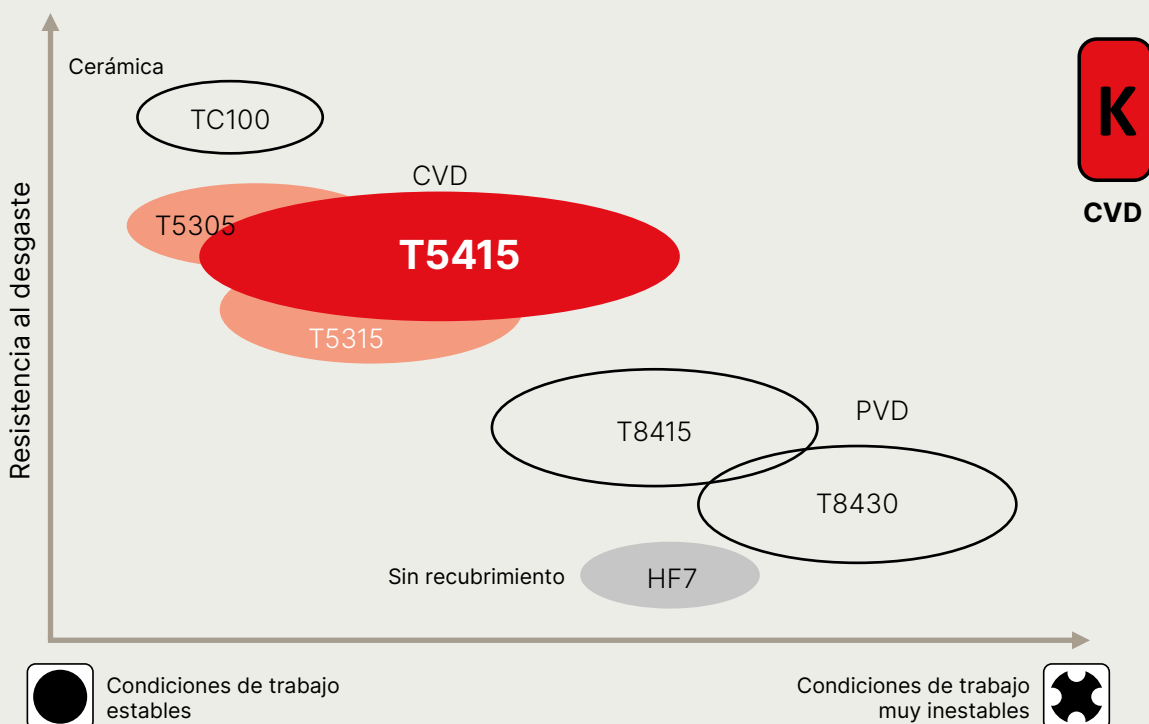 Cerámica
TC100
K
CVD
CVD
T5305
T5415
T5315
Resistencia al desgaste
PVD
T8415
T8430
Sin recubrimiento
HF7
Condiciones de trabajo
estables
Condiciones de trabajo
muy inestables